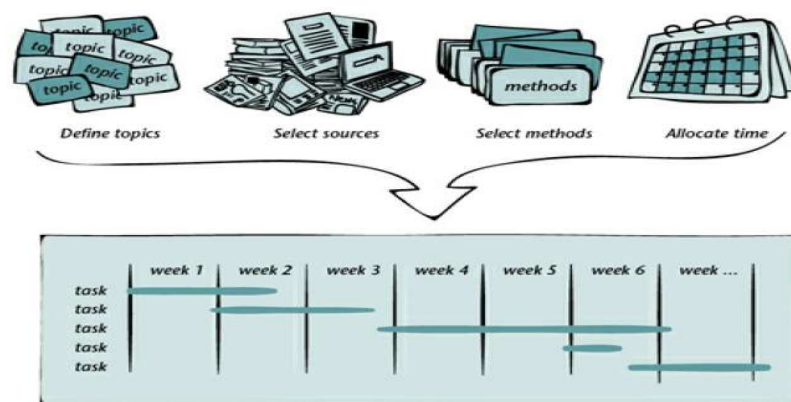 topic topic
topic topic
topic topic topic
topic
NEWS
methods
Define topics Select sources Select methods Allocate time
week 1 week 2 week 3 week 4 week 5 week 6 week ...
task
task
task
task
task